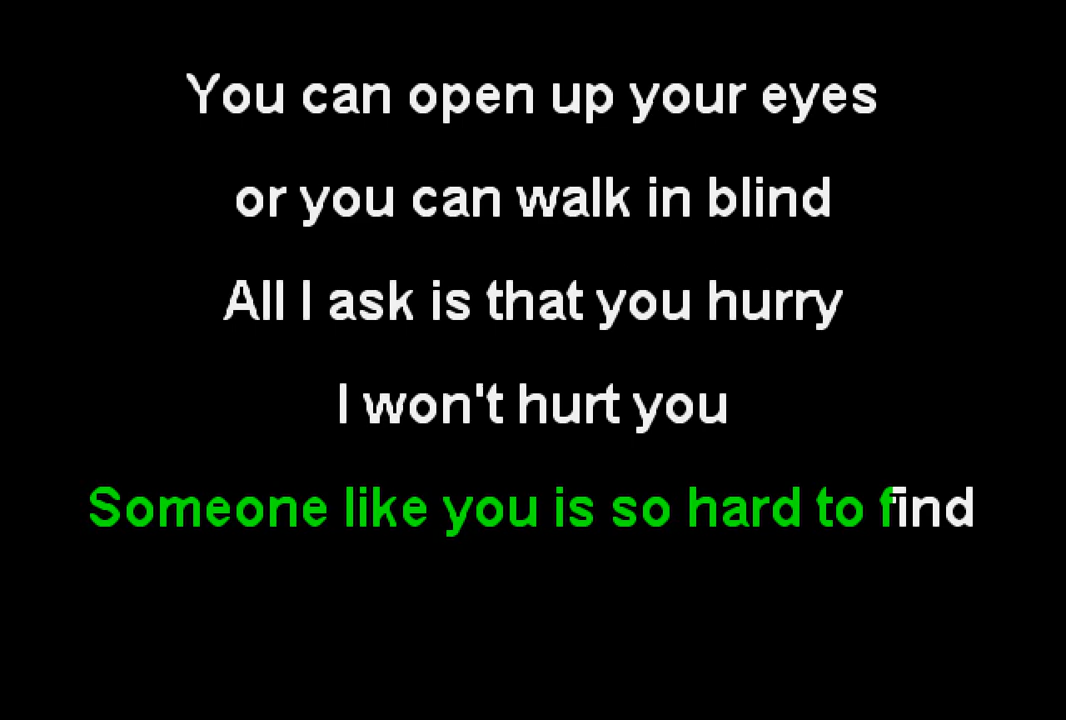 You can open up your eyes
or you can walk in blind
All I ask is that you hurry
I won't hurt you
Someone like you is so hard to find